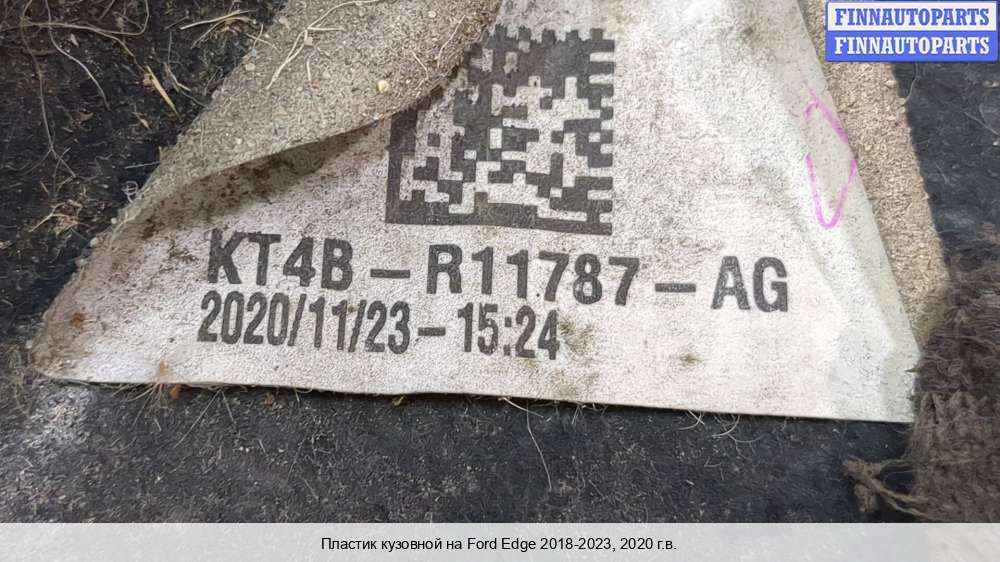 FINNAUTOPARTS
FINNAUTOPARTS
KT4B-R11787-AG
2020/11/23-15:24
Пластик кузовной на Ford Edge 2018-2023, 2020 г.в.